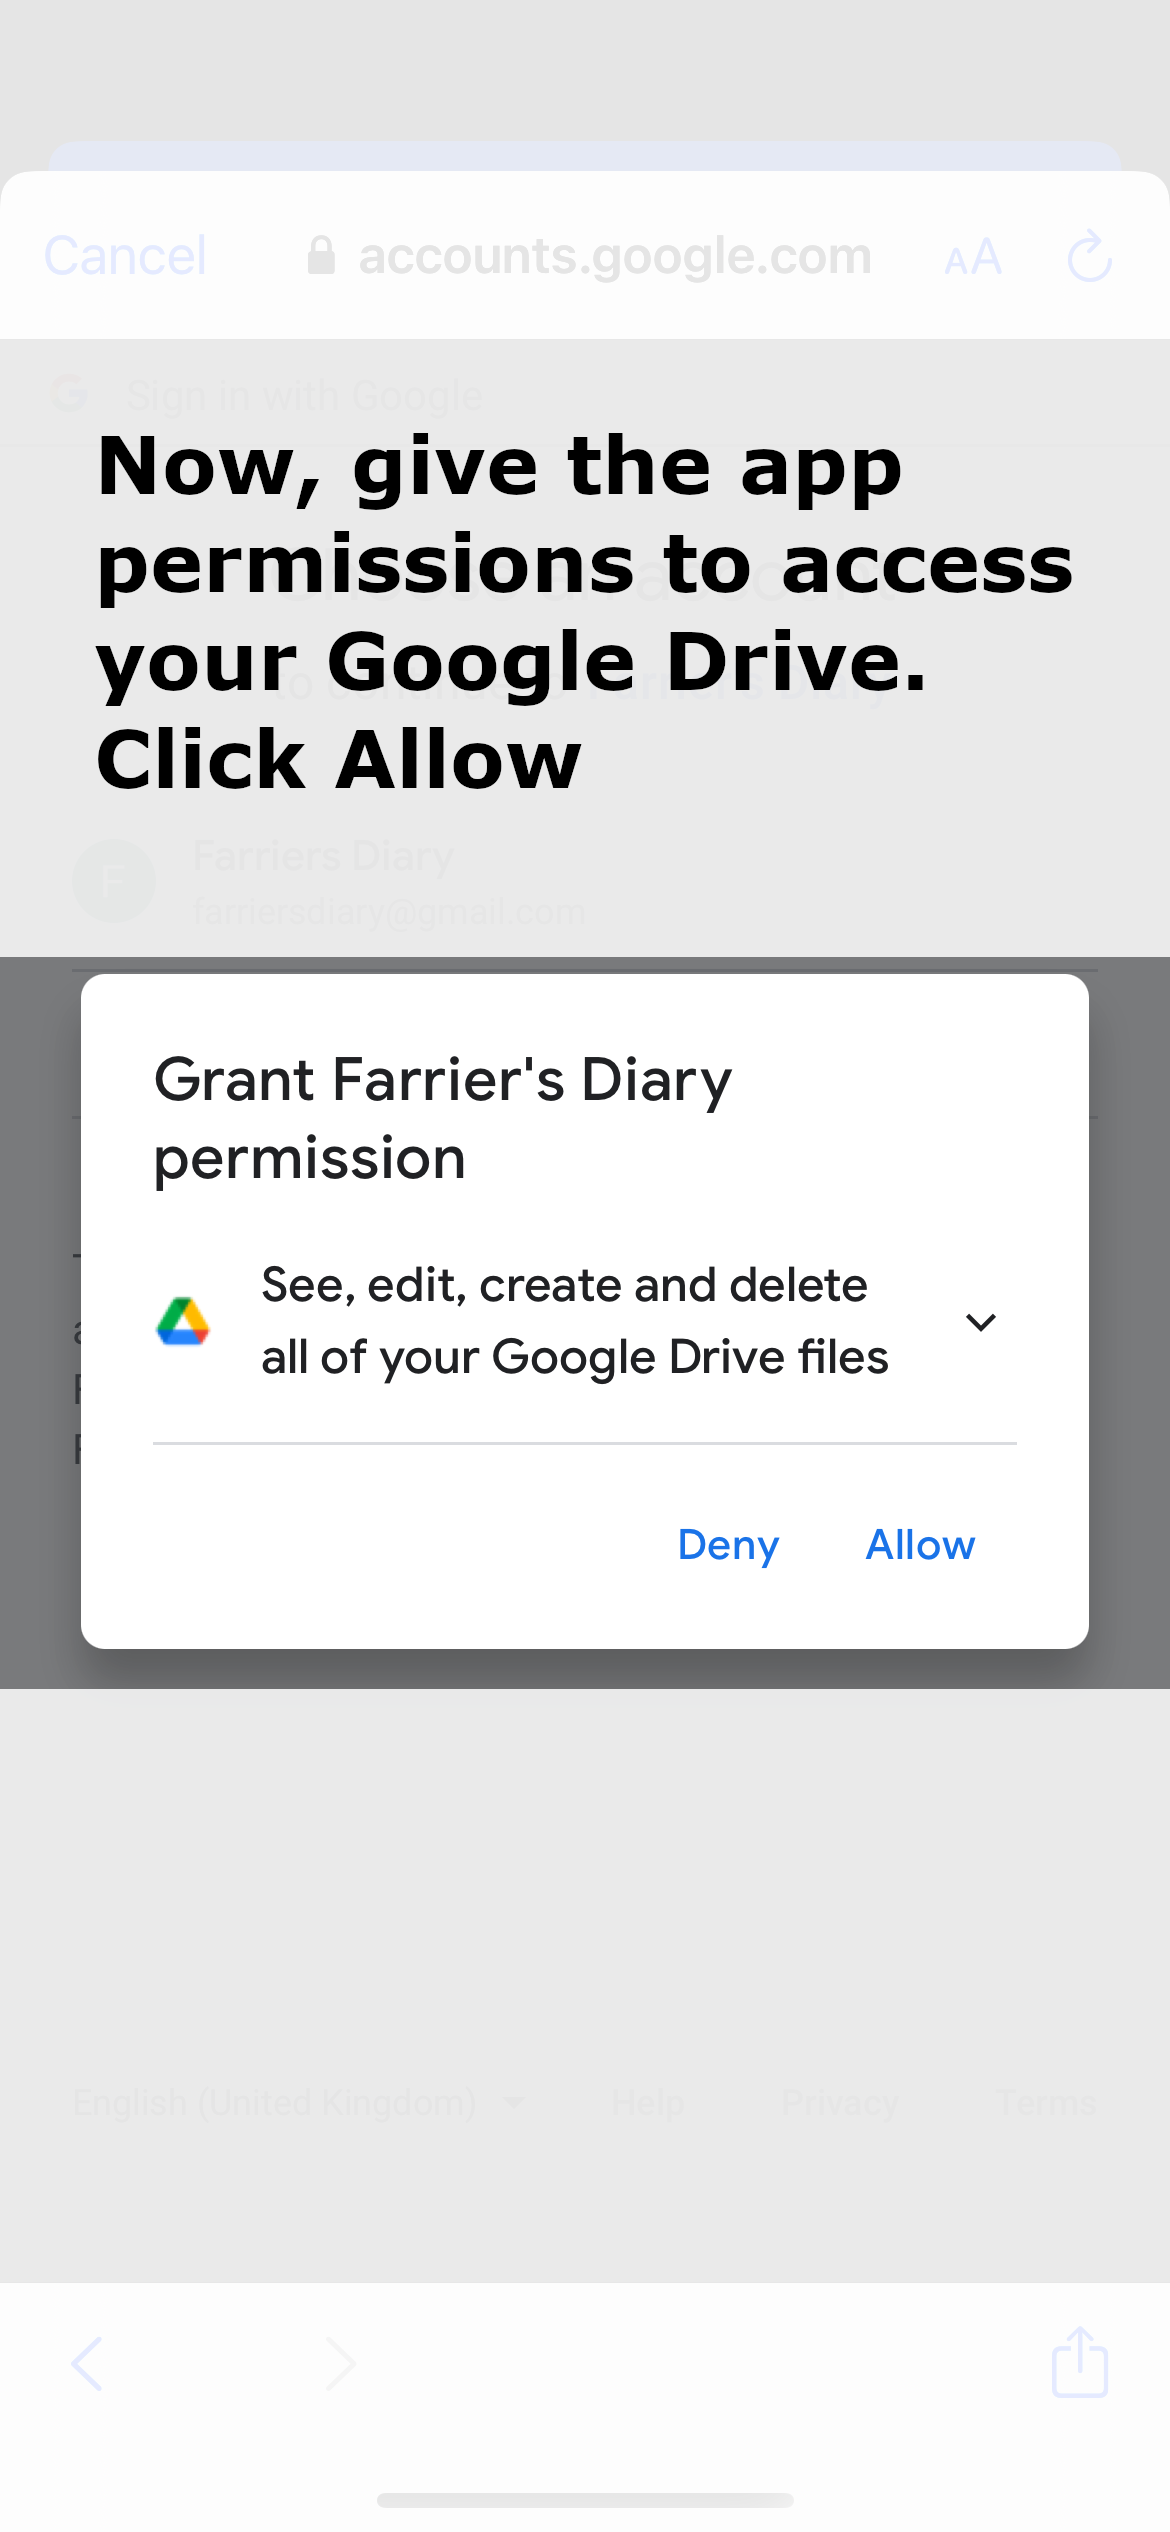 Cancel
accounts.google.com
AA
Sign in with Google
Now, give the app
permissions to access
your Google Drive.
Click Allow
F
Farriers Diary
farriersdiary@gmail.com
Grant Farrier's Diary
permission
See, edit, create and delete
all of your Google Drive files
Deny
Allow
English (United Kingdom)
Help
Privacy
Terms